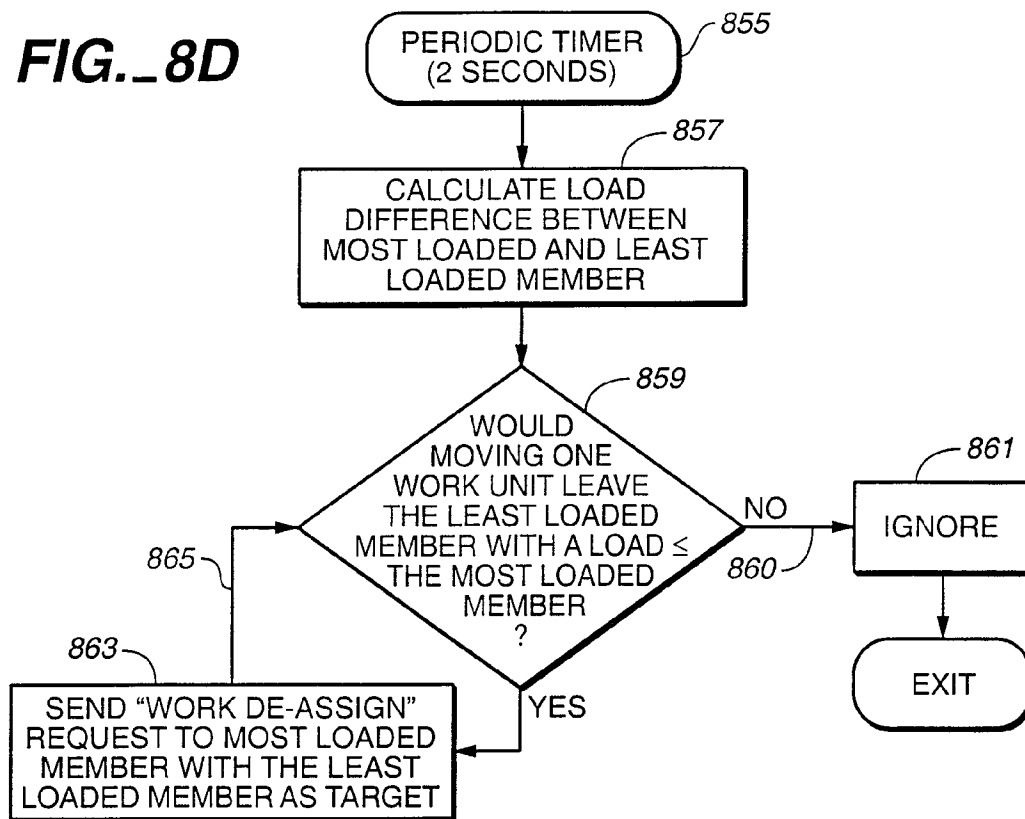 FIG._8D
PERIODIC TIMER
(2 SECONDS)
855
857
CALCULATE LOAD
DIFFERENCE BETWEEN
MOST LOADED AND LEAST
LOADED MEMBER
859
WOULD
MOVING ONE
WORK UNIT LEAVE
THE LEAST LOADED
MEMBER WITH A LOAD ≤
THE MOST LOADED
MEMBER
?
NO
860
861
IGNORE
EXIT
YES
865
863
SEND “WORK DE-ASSIGN”
REQUEST TO MOST LOADED
MEMBER WITH THE LEAST
LOADED MEMBER AS TARGET